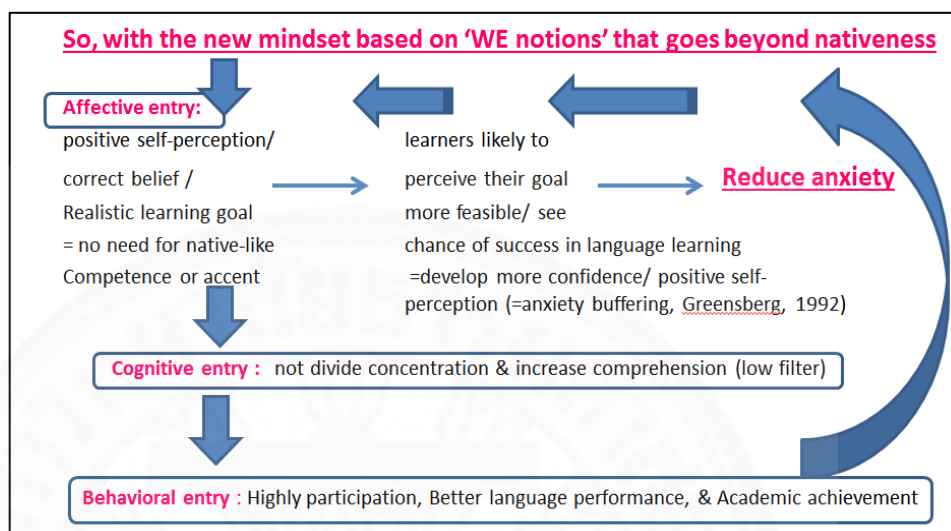 So, with the new mindset based on ‘WE notions’ that goes beyond nativeness
Affective entry:
positive self-perception/
correct belief /
Realistic learning goal
= no need for native-like
Competence or accent
learners likely to
perceive their goal
more feasible/ see
chance of success in language learning
=develop more confidence/ positive self-
perception (=anxiety buffering, Greensberg, 1992)
Reduce anxiety
Cognitive entry : not divide concentration & increase comprehension (low filter)
Behavioral entry : Highly participation, Better language performance, & Academic achievement